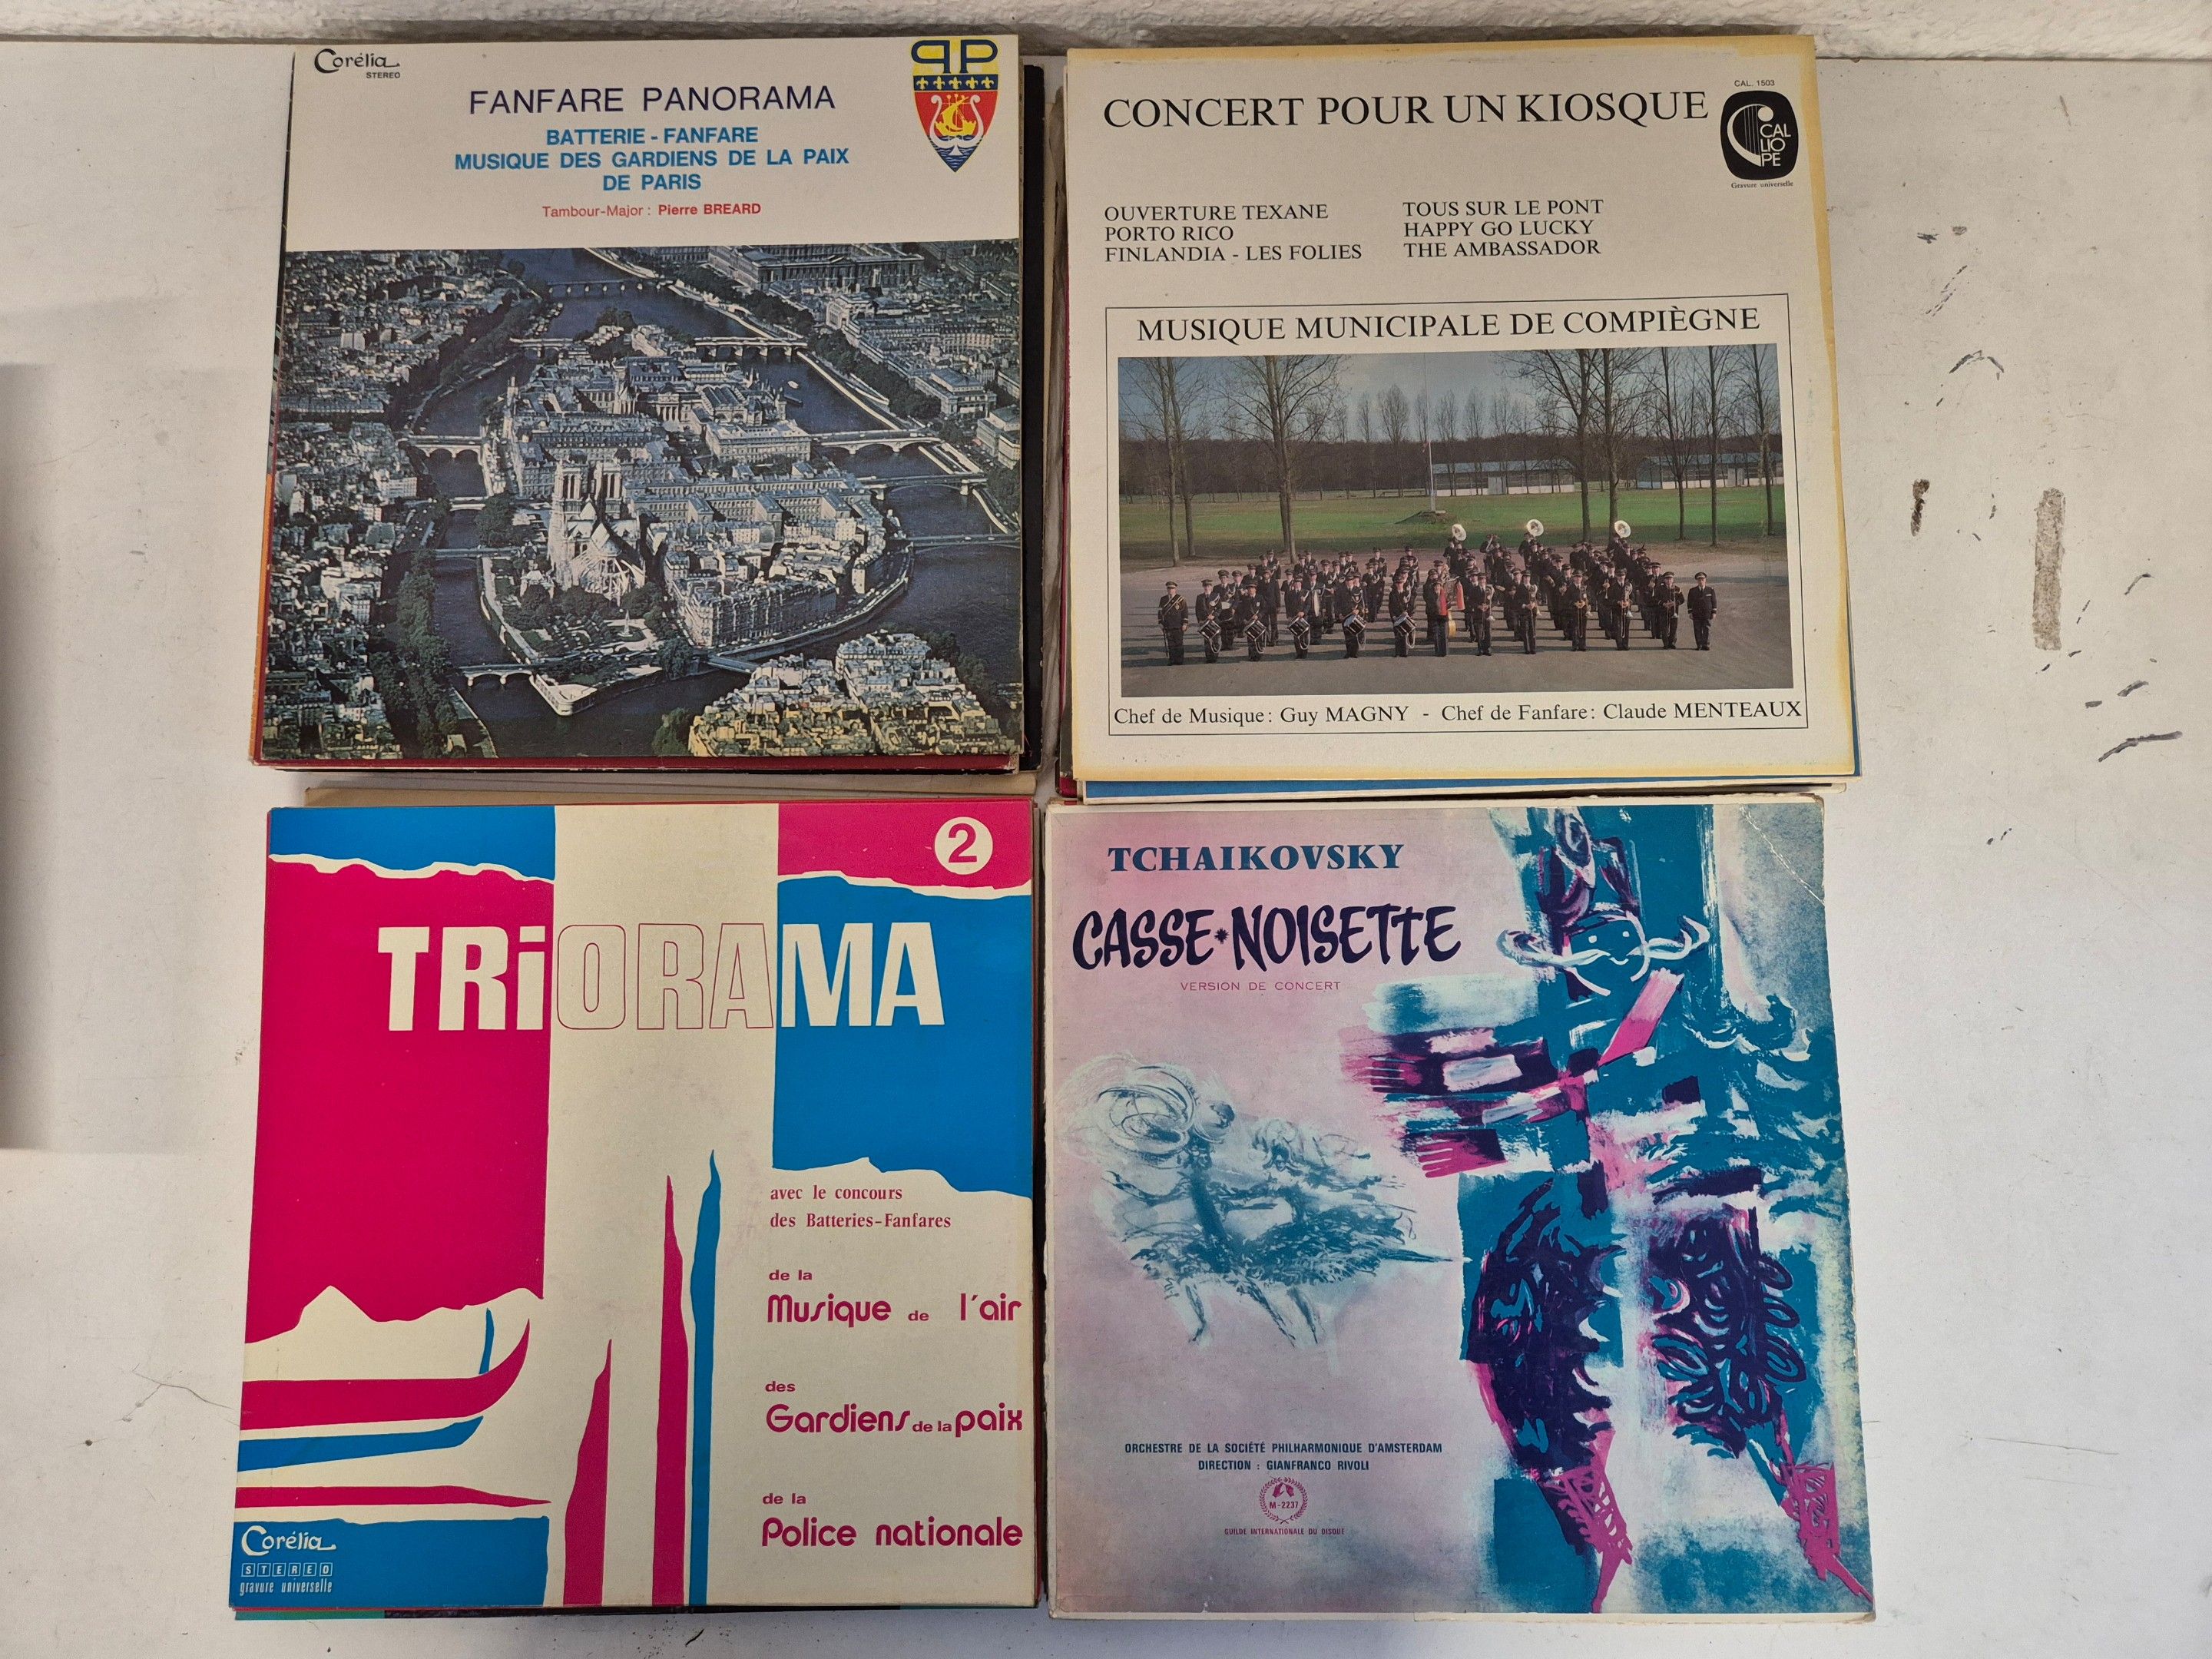 Corélia
STEREO
FANFARE PANORAMA
BATTERIE - FANFARE
MUSIQUE DES GARDIENS DE LA PAIX
DE PARIS
Tambour-Major : Pierre BREARD
PP
CONCERT POUR UN KIOSQUE
CAL. 1503
CAL
LIO
PE
Gravure universelle
OUVERTURE TEXANE
PORTO RICO
FINLANDIA - LES FOLIES
TOUS SUR LE PONT
HAPPY GO LUCKY
THE AMBASSADOR
MUSIQUE MUNICIPALE DE COMPIÈGNE
Chef de Musique : Guy MAGNY - Chef de Fanfare : Claude MENTEAUX
2
TRiORAMA
avec le concours
des Batteries-Fanfares
de la
Musique de l'air
des
Gardiens de la paix
de la
Police nationale
Corélia
STEREO
gravure universelle
TCHAIKOVSKY
CASSE*NOISETTE
VERSION DE CONCERT
ORCHESTRE DE LA SOCIÉTÉ PHILHARMONIQUE D'AMSTERDAM
DIRECTION : GIANFRANCO RIVOLI
M-2237
GUILDE INTERNATIONALE DU DISQUE